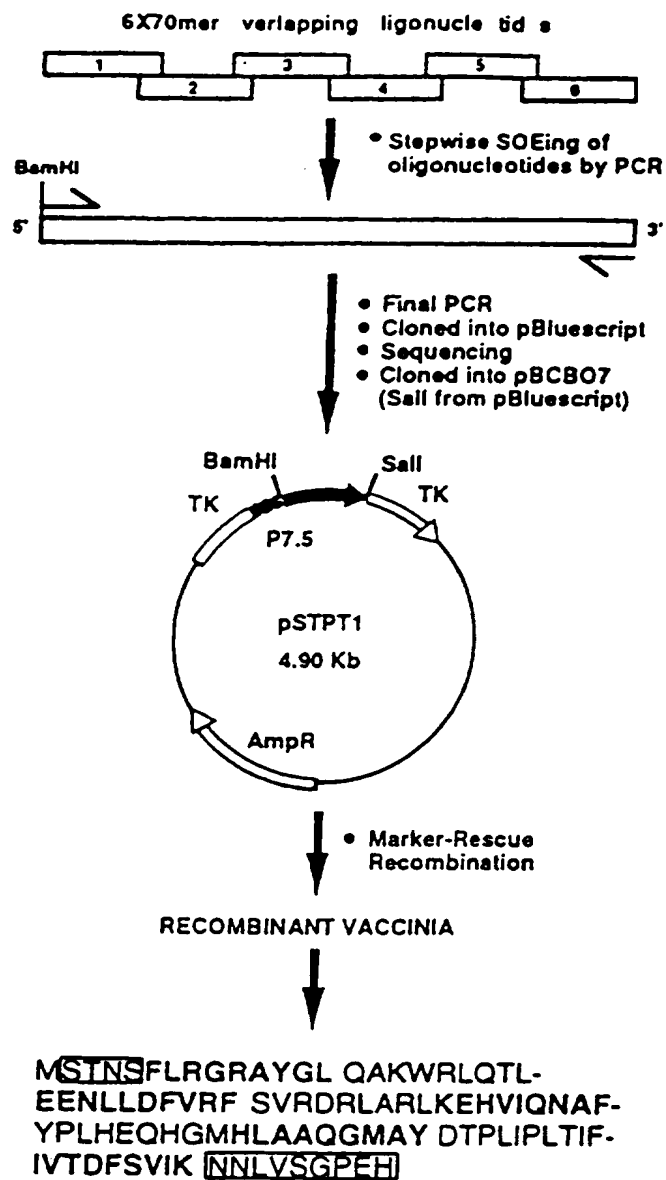 6X70mer verlapping ligonucle tid s
1
3
5
2
4
6
• Stepwise SOEing of
oligonucleotides by PCR
BamHI
5'
3'
• Final PCR
• Cloned into pBluescript
• Sequencing
• Cloned into pBCB07
(SalI from pBluescript)
BamHI
SalI
TK
TK
P7.5
pSTPT1
4.90 Kb
AmpR
• Marker-Rescue
Recombination
RECOMBINANT VACCINIA
MSTNSFLRGRAYGL QAKWRLQTL-
EENLLDFVRF SVRDRLARLKEHVIQNAF-
YPLHEQHGMHLAAQGMAY DTPLIPLTIF-
IVTDFSVIK NNLVSGPEH